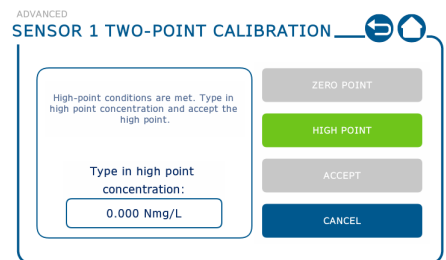 ADVANCED
SENSOR 1 TWO-POINT CALIBRATION
High-point conditions are met. Type in
high point concentration and accept the
high point.
Type in high point
concentration:
0.000 Nmg/L
ZERO POINT
HIGH POINT
ACCEPT
CANCEL